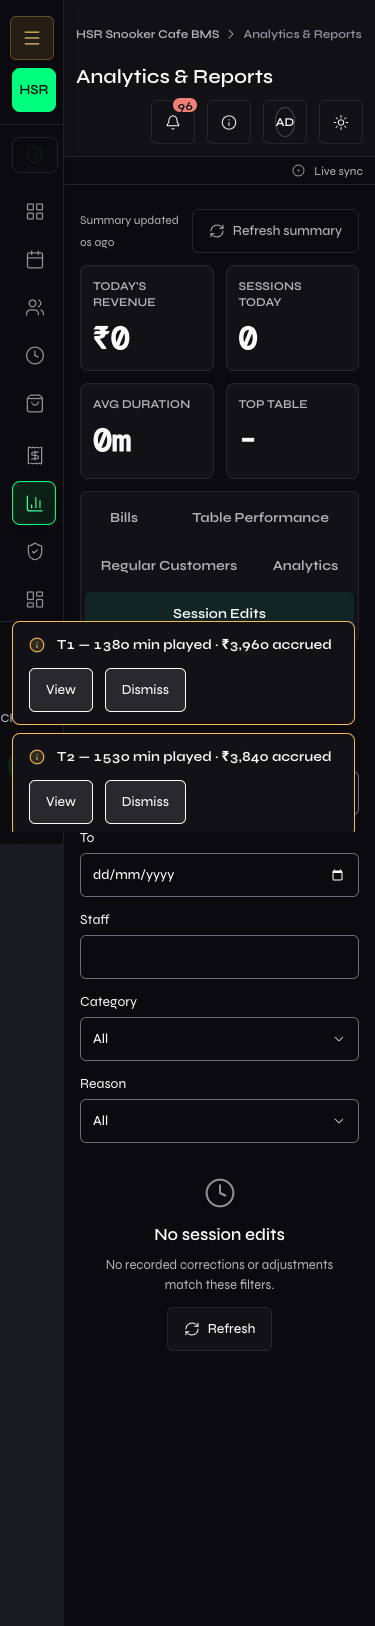 HSR Snooker Cafe BMS > Analytics & Reports
HSR
Analytics & Reports
96
AD
Live sync
Summary updated
0s ago
Refresh summary
TODAY'S
REVENUE
₹0
SESSIONS
TODAY
0
AVG DURATION
0m
TOP TABLE
-
Bills
Table Performance
Regular Customers
Analytics
Session Edits
T1 — 1380 min played · ₹3,960 accrued
View
Dismiss
T2 — 1530 min played · ₹3,840 accrued
View
Dismiss
To
dd/mm/yyyy
Staff
Category
All
Reason
All
No session edits
No recorded corrections or adjustments
match these filters.
Refresh